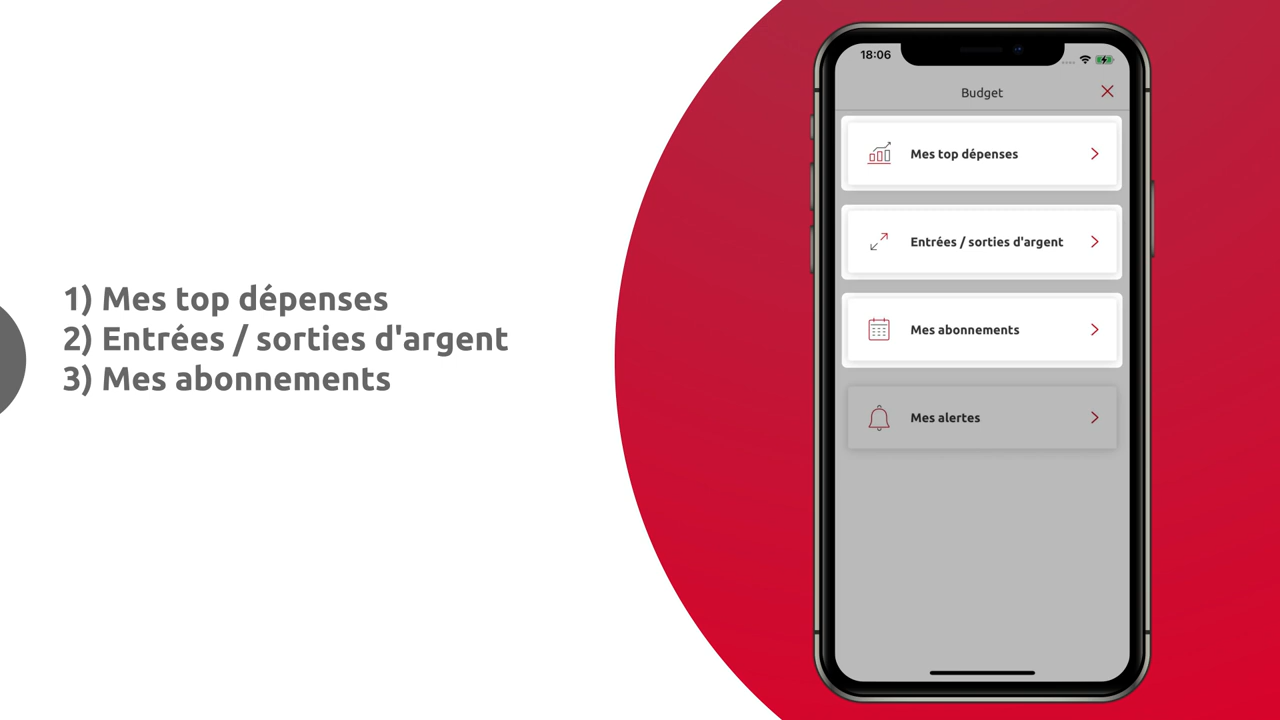 1) Mes top dépenses
2) Entrées / sorties d'argent
3) Mes abonnements
18:06
Budget
Mes top dépenses
Entrées / sorties d'argent
Mes abonnements
Mes alertes